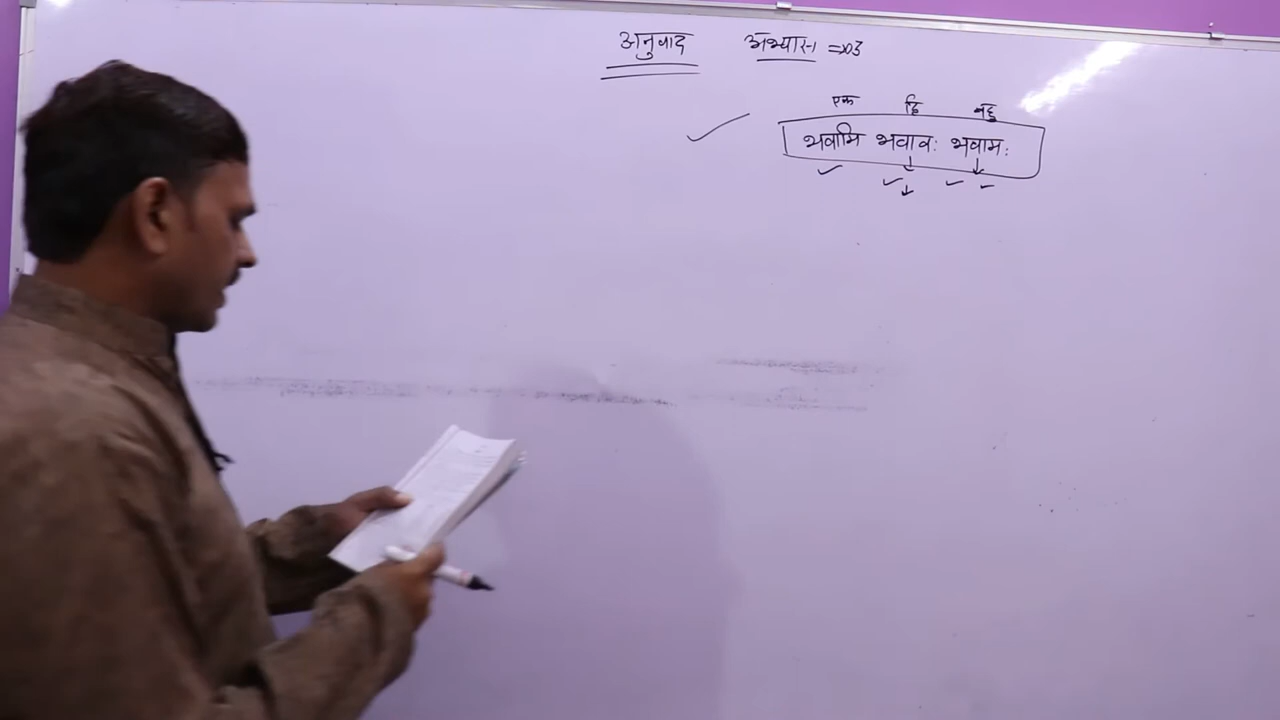 अनुवाद अभ्यास =>03
एक द्वि बहु
भवामि भवावः भवामः